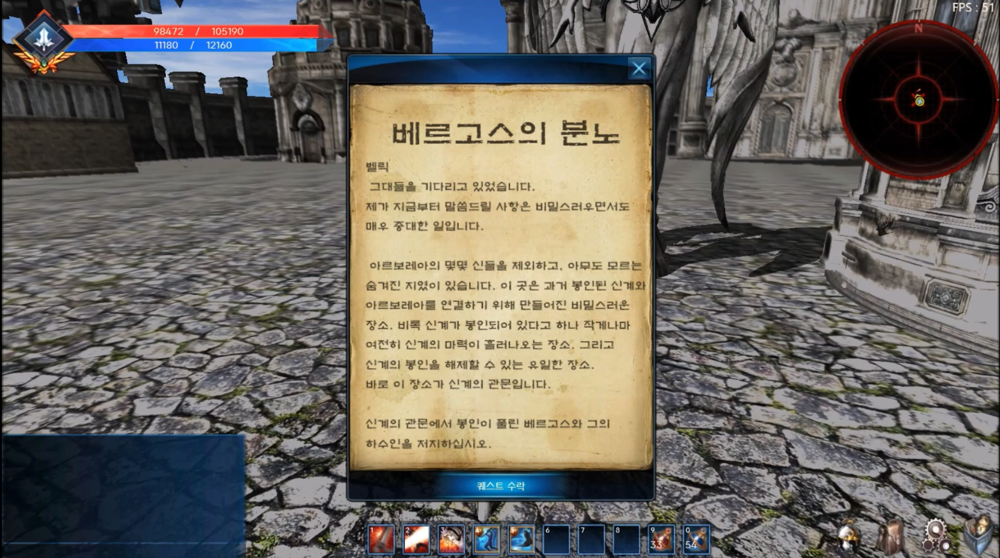 FPS : 51
98472 / 105190
11180 / 12160
N
베르고스의 분노
벨릭
그대들을 기다리고 있었습니다.
제가 지금부터 말씀드릴 사항은 비밀스러우면서도
매우 중대한 일입니다.
아르보레아의 몇몇 신들을 제외하고, 아무도 모르는
숨겨진 지였이 있습니다. 이 곳은 과거 봉인된 신계와
아르보레아를 연결하기 위해 만들어진 비밀스러운
장소. 비록 신계가 봉인되어 있다고 하나 작게나마
여전히 신계의 마력이 흘러나오는 장소. 그리고
신계의 봉인을 해제할 수 있는 유일한 장소.
바로 이 장소가 신계의 관문입니다.
신계의 관문에서 봉인이 풀린 베르고스와 그의
하수인을 저지하십시오.
퀘스트 수락
1 2 3 4 5 6 7 8 9 0
33 54